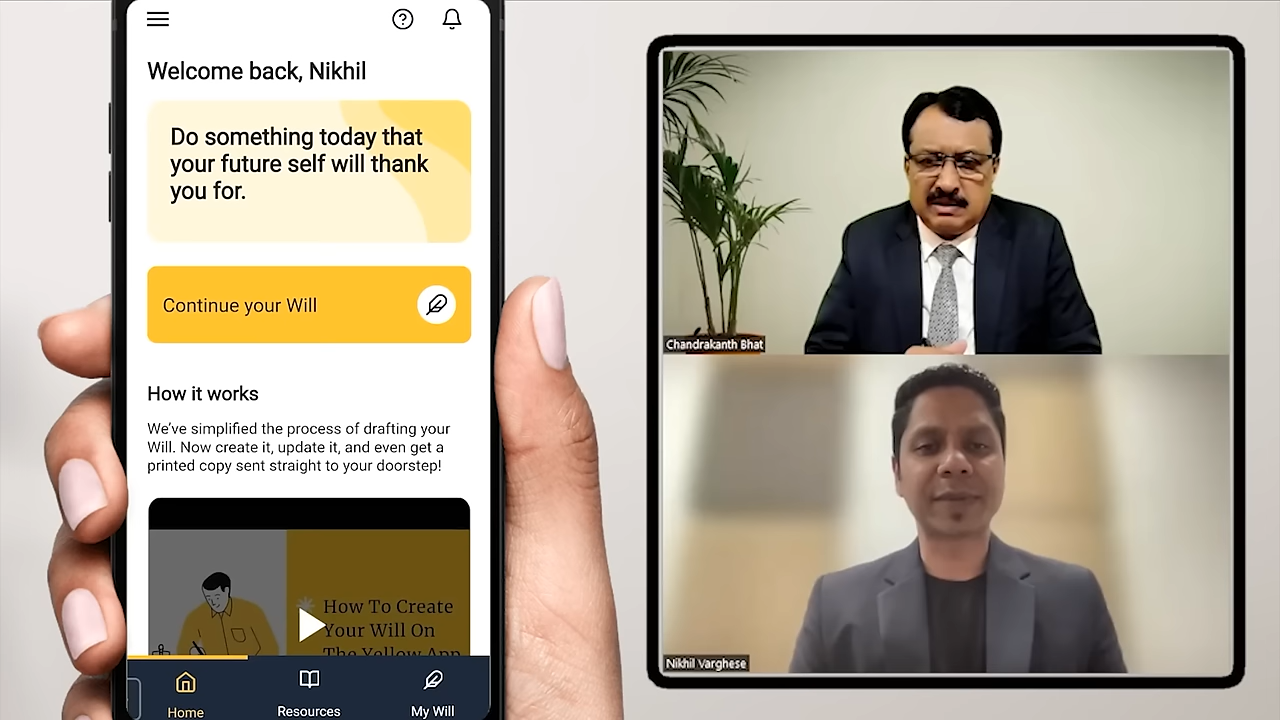 Welcome back, Nikhil
Do something today that
your future self will thank
you for.
Continue your Will
How it works
We've simplified the process of drafting your
Will. Now create it, update it, and even get a
printed copy sent straight to your doorstep!
How To Create
Your Will On
The Yellow App
Home
Resources
My Will
Chandrakanth Bhat
Nikhil Varghese